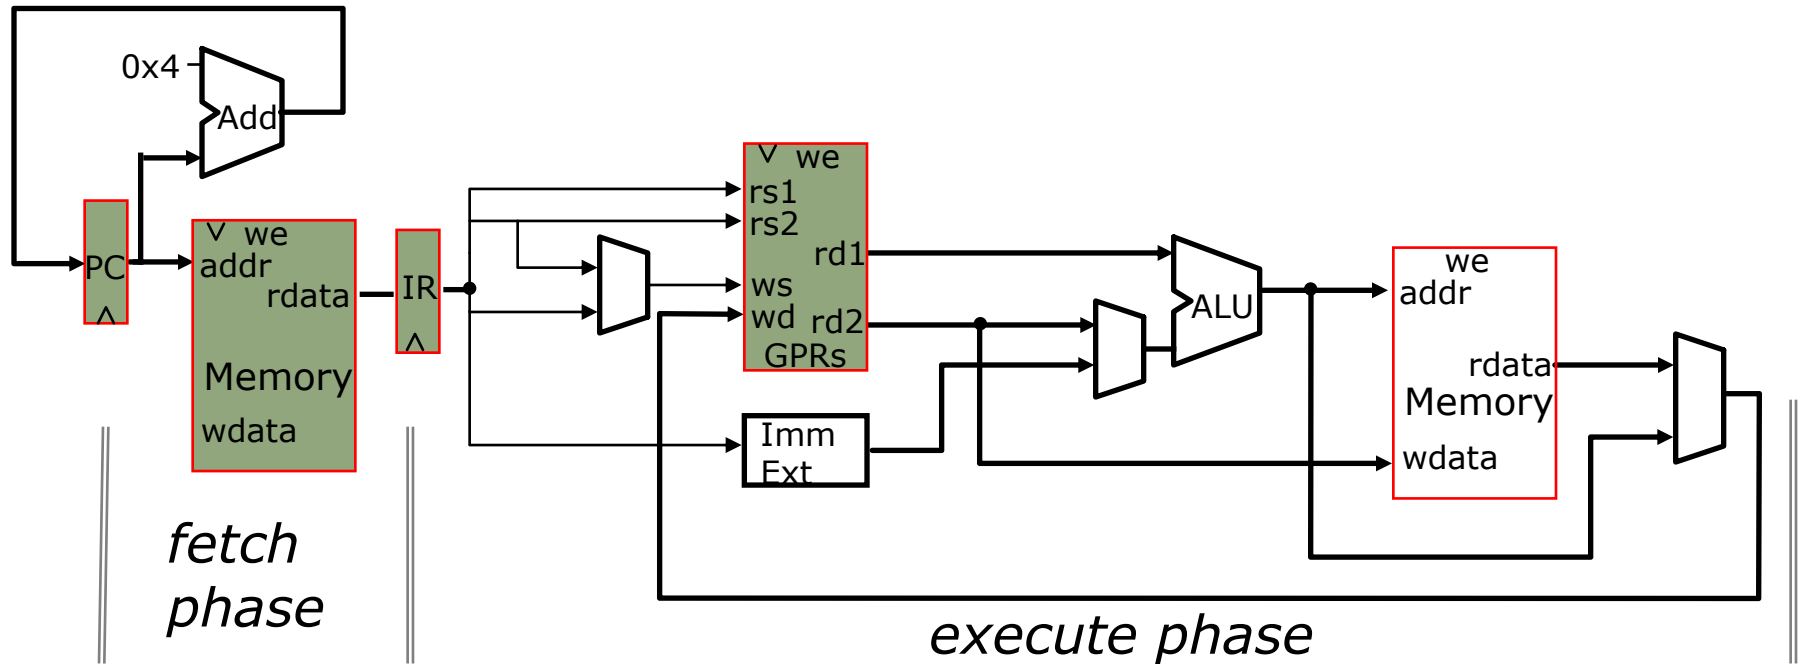 0x4
Add
PC
we
addr
rdata
Memory
wdata
IR
we
rs1
rs2
rd1
ws
wd
rd2
GPRs
Imm
Ext
ALU
we
addr
rdata
Memory
wdata
fetch
phase
execute phase